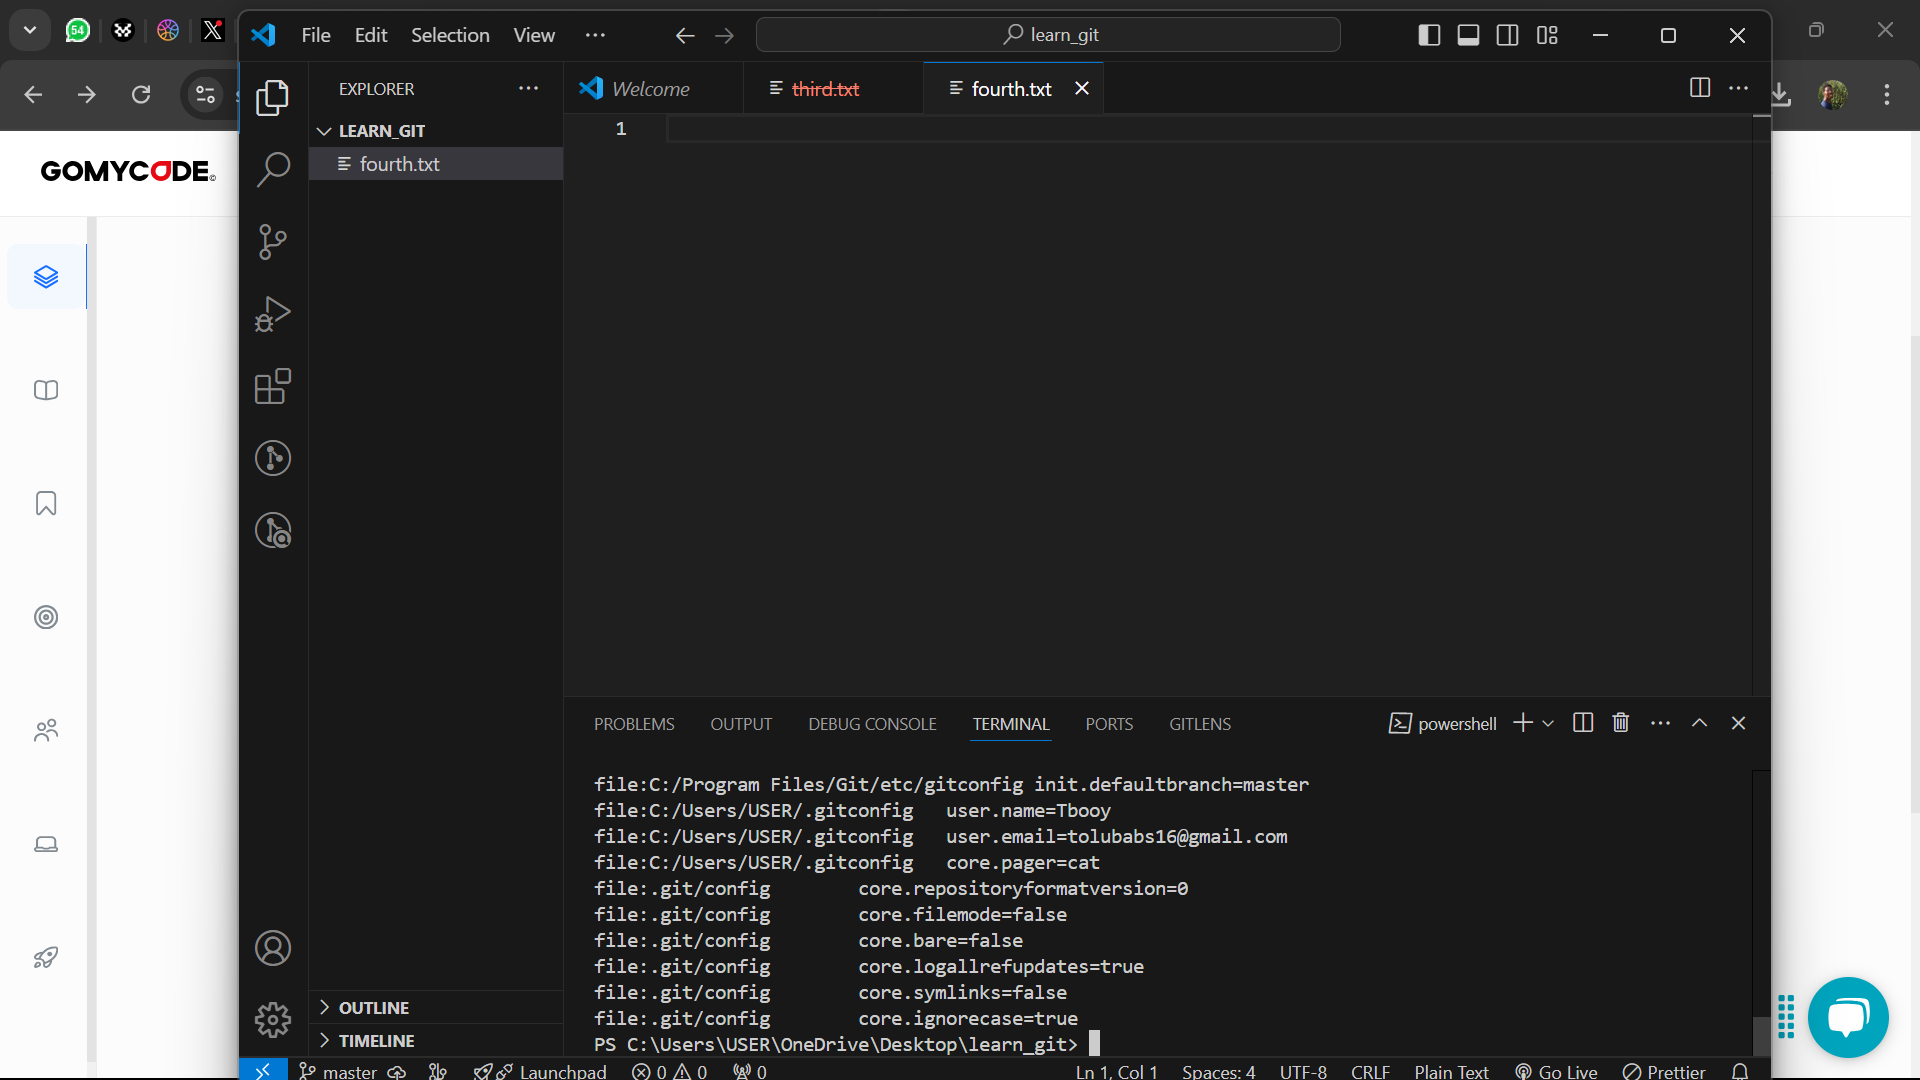 54
File Edit Selection View ···
learn_git
EXPLORER
Welcome
third.txt
fourth.txt
LEARN_GIT
1
fourth.txt
GOMYCODE©
PROBLEMS OUTPUT DEBUG CONSOLE TERMINAL PORTS GITLENS
powershell
file:C:/Program Files/Git/etc/gitconfig init.defaultbranch=master
file:C:/Users/USER/.gitconfig user.name=Tbooy
file:C:/Users/USER/.gitconfig user.email=tolubabs16@gmail.com
file:C:/Users/USER/.gitconfig core.pager=cat
file:.git/config core.repositoryformatversion=0
file:.git/config core.filemode=false
file:.git/config core.bare=false
file:.git/config core.logallrefupdates=true
file:.git/config core.symlinks=false
file:.git/config core.ignorecase=true
PS C:\Users\USER\OneDrive\Desktop\learn_git>
OUTLINE
TIMELINE
master Launchpad 0 0 0 Ln 1, Col 1 Spaces: 4 UTF-8 CRLF Plain Text Go Live Prettier